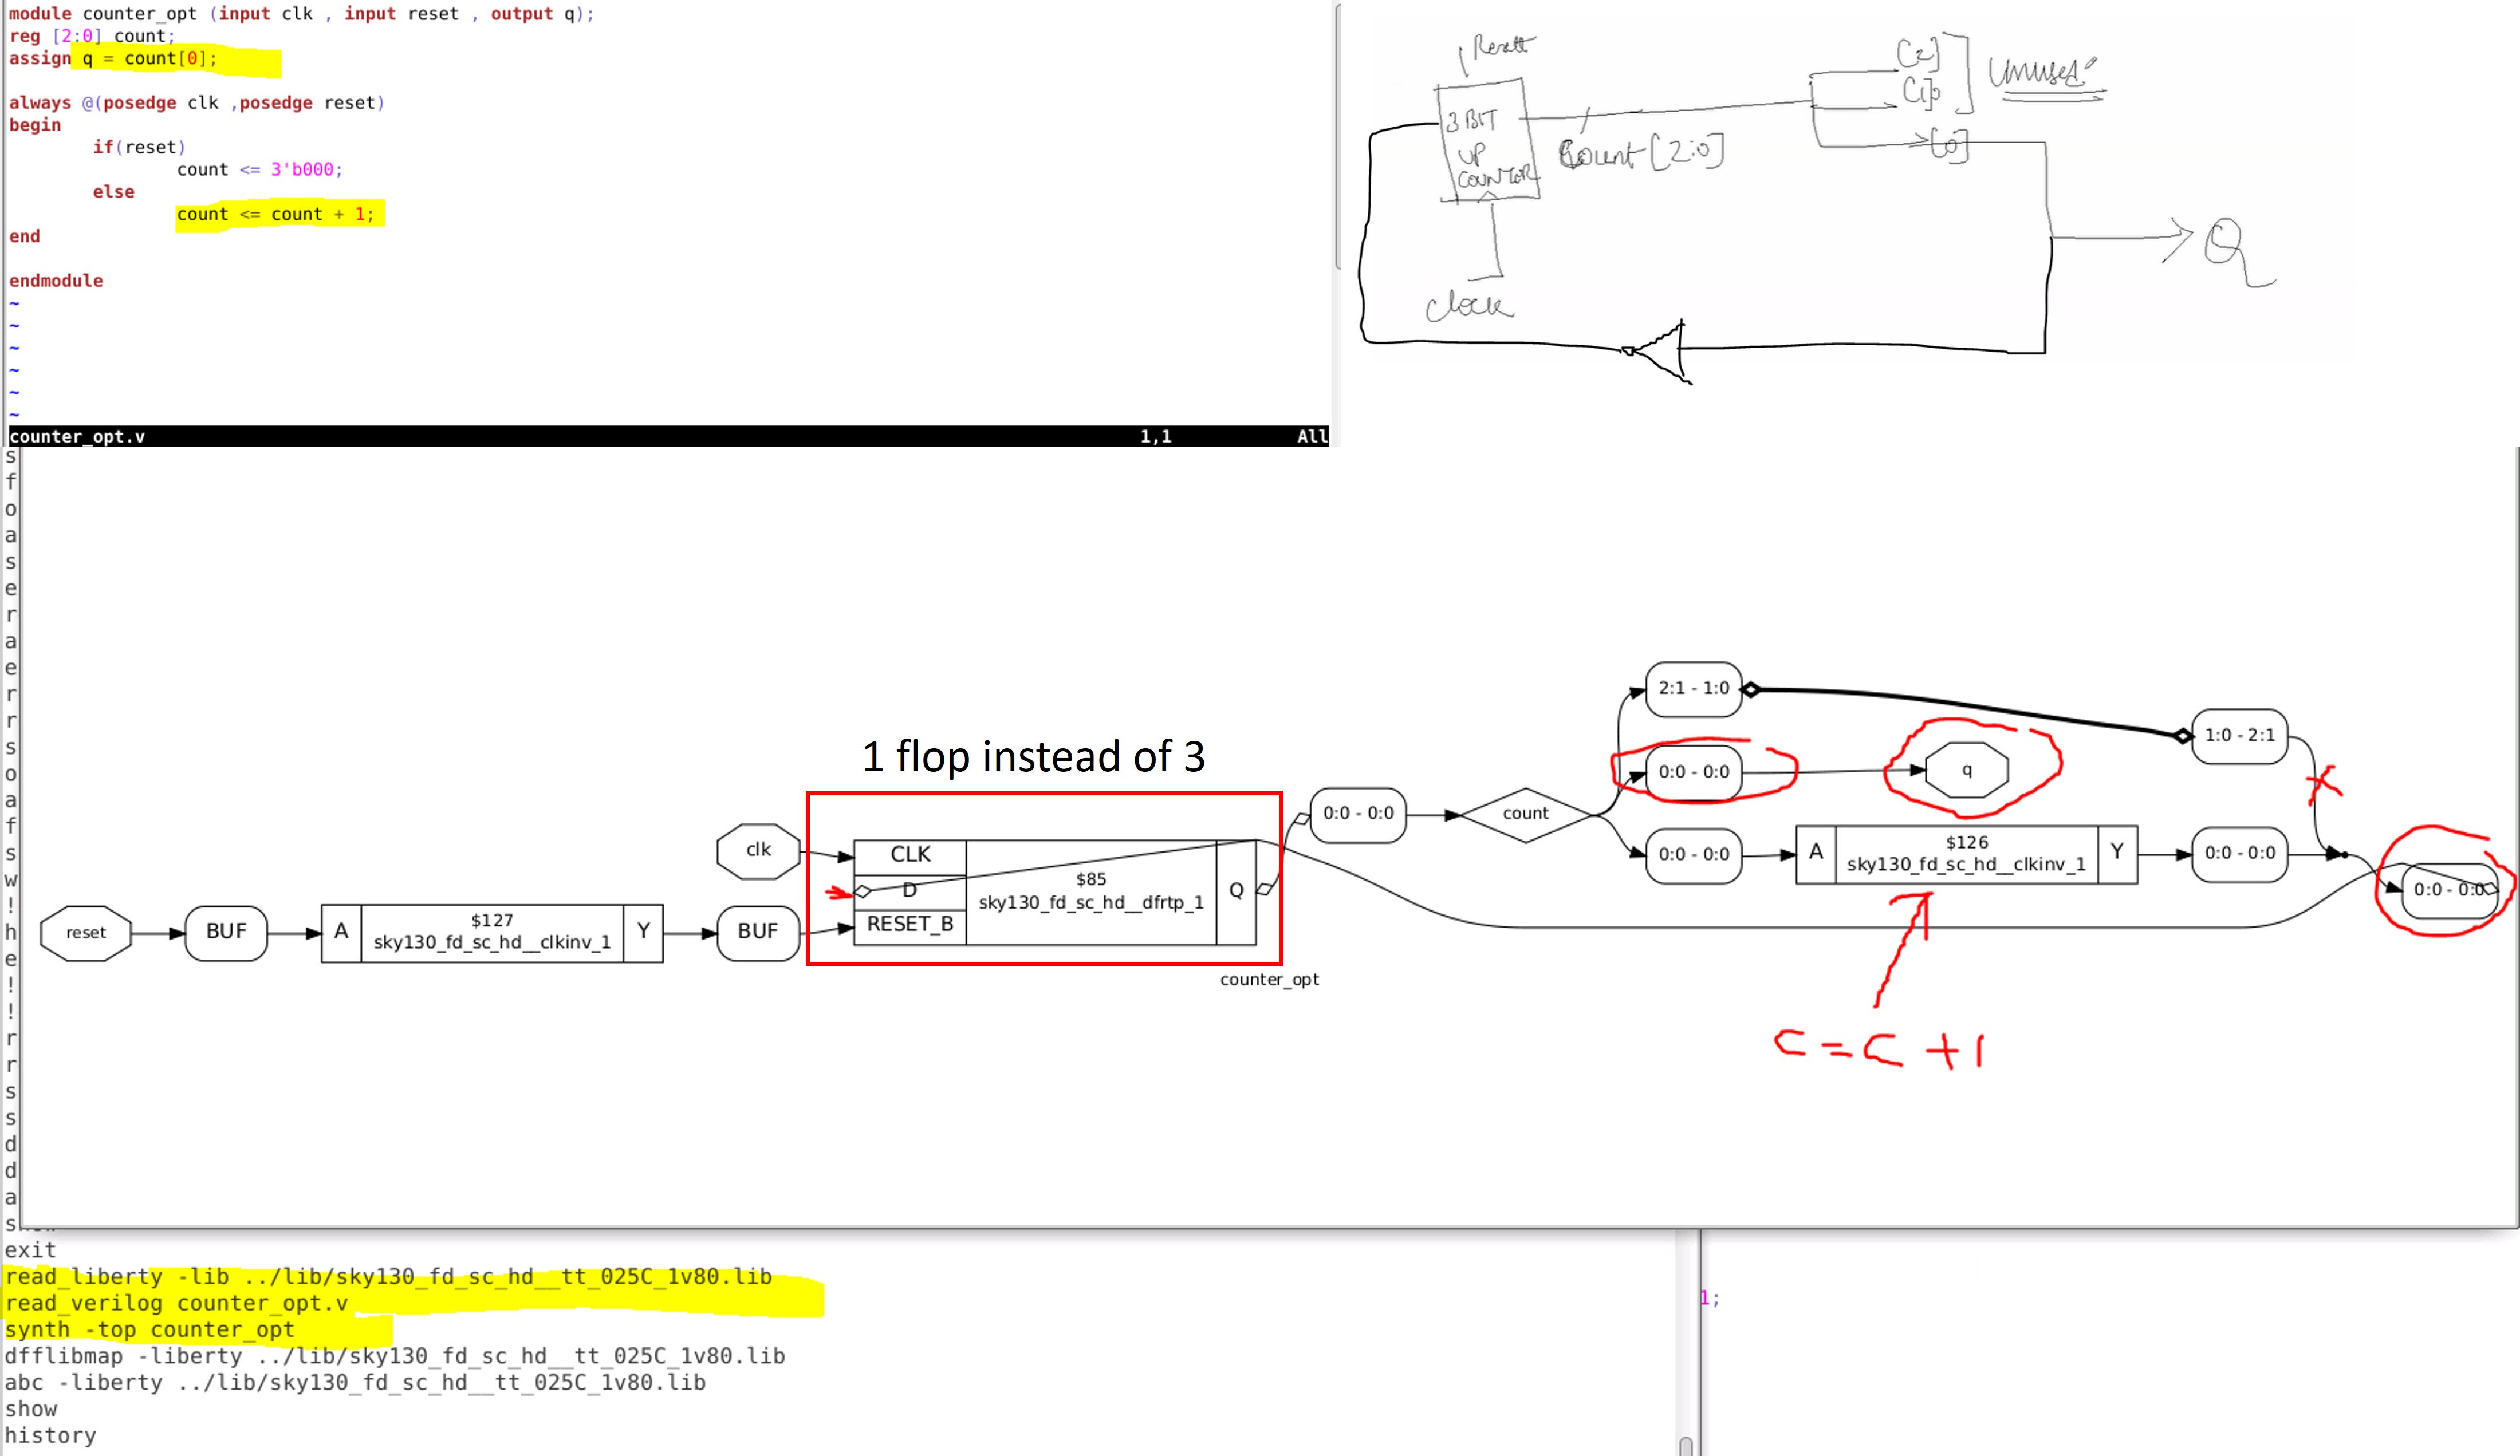 module counter_opt (input clk , input reset , output q);
reg [2:0] count;
assign q = count[0];
always @(posedge clk ,posedge reset)
begin
if(reset)
count <= 3'b000;
else
count <= count + 1;
end
endmodule
~
~
~
~
~
~
counter_opt.v 1,1 All
Reset
3 BIT
UP
COUNTOR
Clock
Count [2:0]
[2]
[1]
[0]
Unused
Q
s
f
o
a
s
e
r
a
e
r
r
s
o
a
f
s
w
!
h
e
!
!
r
r
s
s
d
d
a
1 flop instead of 3
reset
BUF
A
$127
sky130_fd_sc_hd__clkinv_1
Y
BUF
clk
CLK
D
RESET_B
$85
sky130_fd_sc_hd__dfrtp_1
Q
counter_opt
0:0 - 0:0
count
2:1 - 1:0
0:0 - 0:0
q
0:0 - 0:0
A
$126
sky130_fd_sc_hd__clkinv_1
Y
1:0 - 2:1
0:0 - 0:0
0:0 - 0:0
C = C + 1
exit
read_liberty -lib ../lib/sky130_fd_sc_hd__tt_025C_1v80.lib
read_verilog counter_opt.v
synth -top counter_opt
dfflibmap -liberty ../lib/sky130_fd_sc_hd__tt_025C_1v80.lib
abc -liberty ../lib/sky130_fd_sc_hd__tt_025C_1v80.lib
show
history
1;